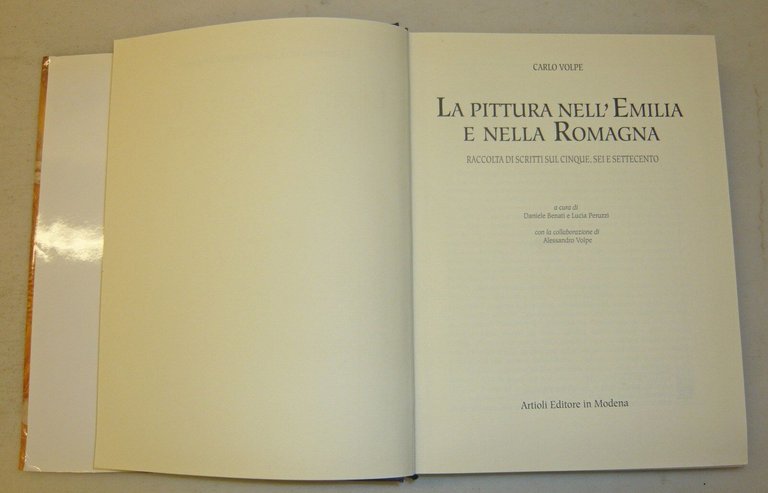 CARLO VOLPE
LA PITTURA NELL'EMILIA
E NELLA ROMAGNA
RACCOLTA DI SCRITTI SUL CINQUE, SEI E SETTECENTO
a cura di
Daniele Benati e Lucia Peruzzi
con la collaborazione di
Alessandro Volpe
Artioli Editore in Modena